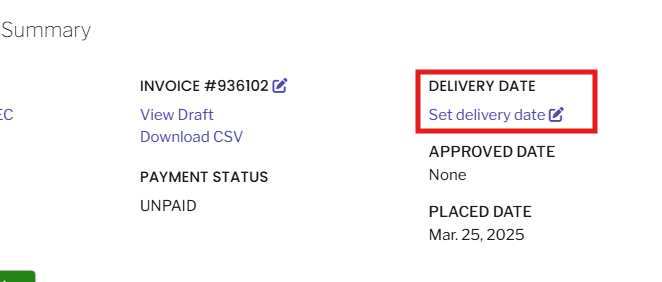 Summary
EC
INVOICE #936102
View Draft
Download CSV
PAYMENT STATUS
UNPAID
DELIVERY DATE
Set delivery date
APPROVED DATE
None
PLACED DATE
Mar. 25, 2025